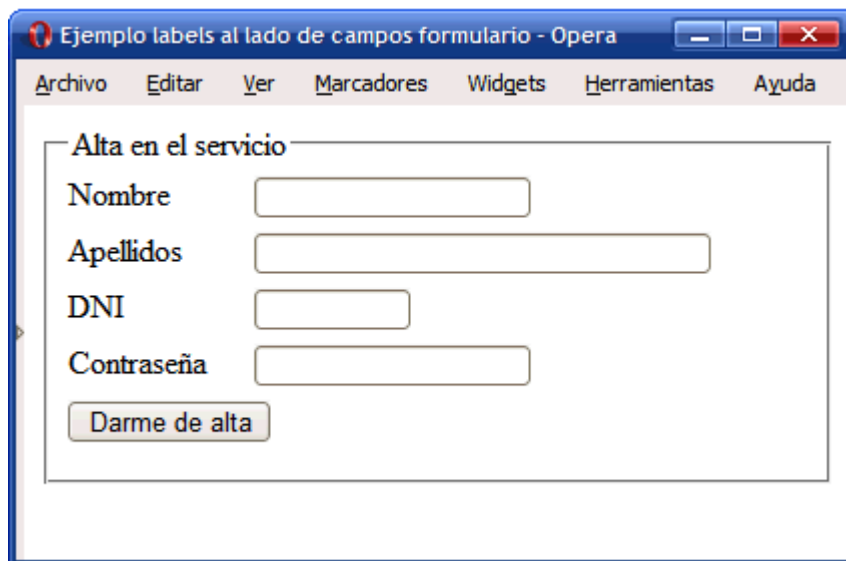 Ejemplo labels al lado de campos formulario - Opera
Archivo Editar Ver Marcadores Widgets Herramientas Ayuda
Alta en el servicio
Nombre
Apellidos
DNI
Contraseña
Darme de alta